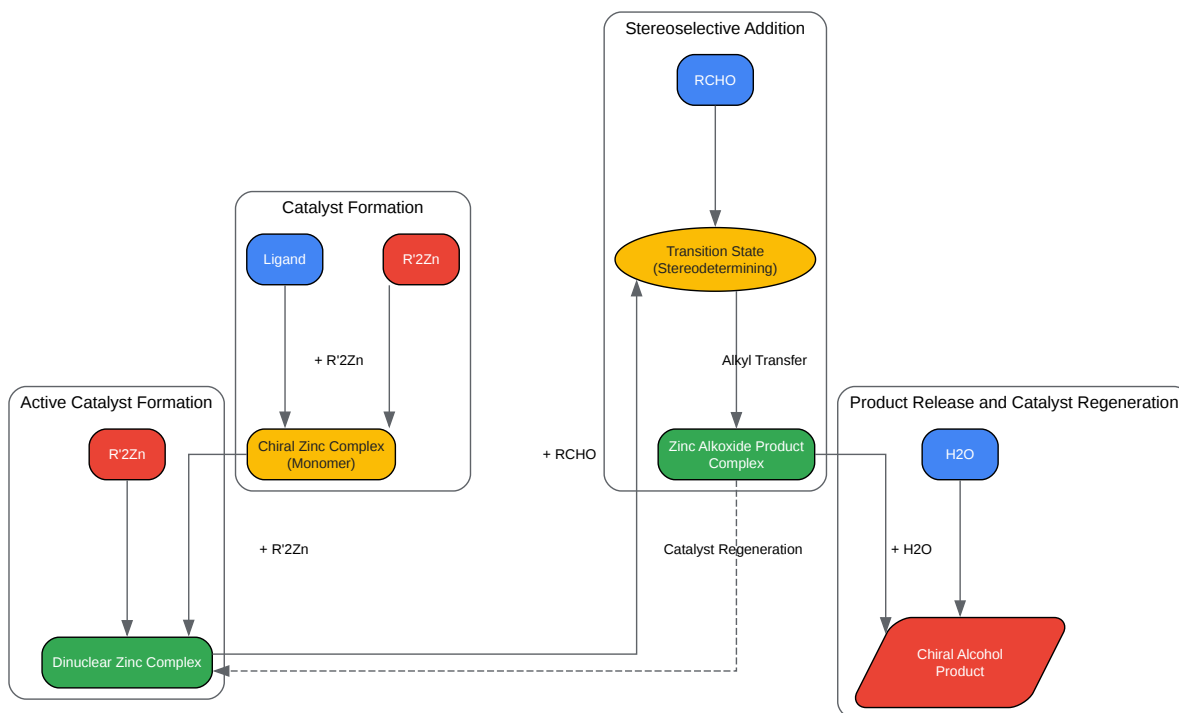 Stereoselective Addition
RCHO
Transition State
(Stereodetermining)
Alkyl Transfer
Zinc Alkoxide Product
Complex
Catalyst Formation
Ligand
R'2Zn
+ R'2Zn
Chiral Zinc Complex
(Monomer)
Active Catalyst Formation
R'2Zn
+ R'2Zn
Dinuclear Zinc Complex
+ RCHO
Catalyst Regeneration
Product Release and Catalyst Regeneration
H2O
+ H2O
Chiral Alcohol
Product